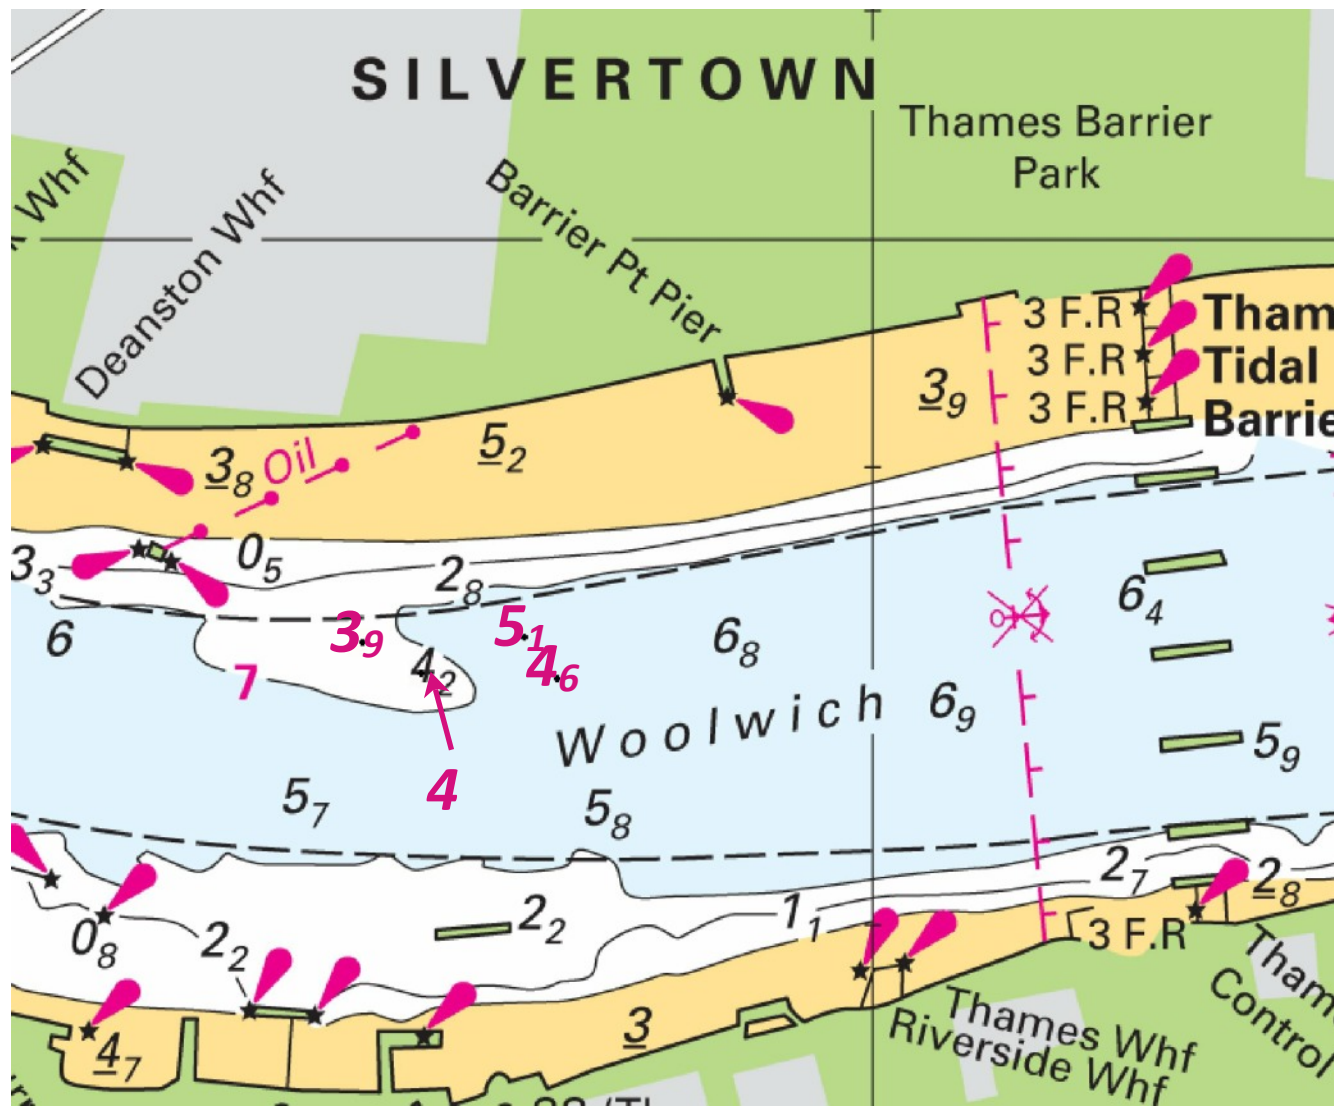 SILVERTOWN
Thames Barrier
Park
Whf
Deanston Whf
Barrier Pt Pier
3 F.R
3 F.R
3 F.R
Tham
Tidal
Barrie
3₉
5₂
3₈
Oil
0₅
2₈
3₃
6
3₉
5₁
4₆
4₂
7
4
6₈
6₄
6₉
Woolwich
5₉
5₇
5₈
2₇
2₈
0₈
2₂
2₂
1₁
3 F.R
4₇
3
Thames Whf
Riverside Whf
Tham
Control